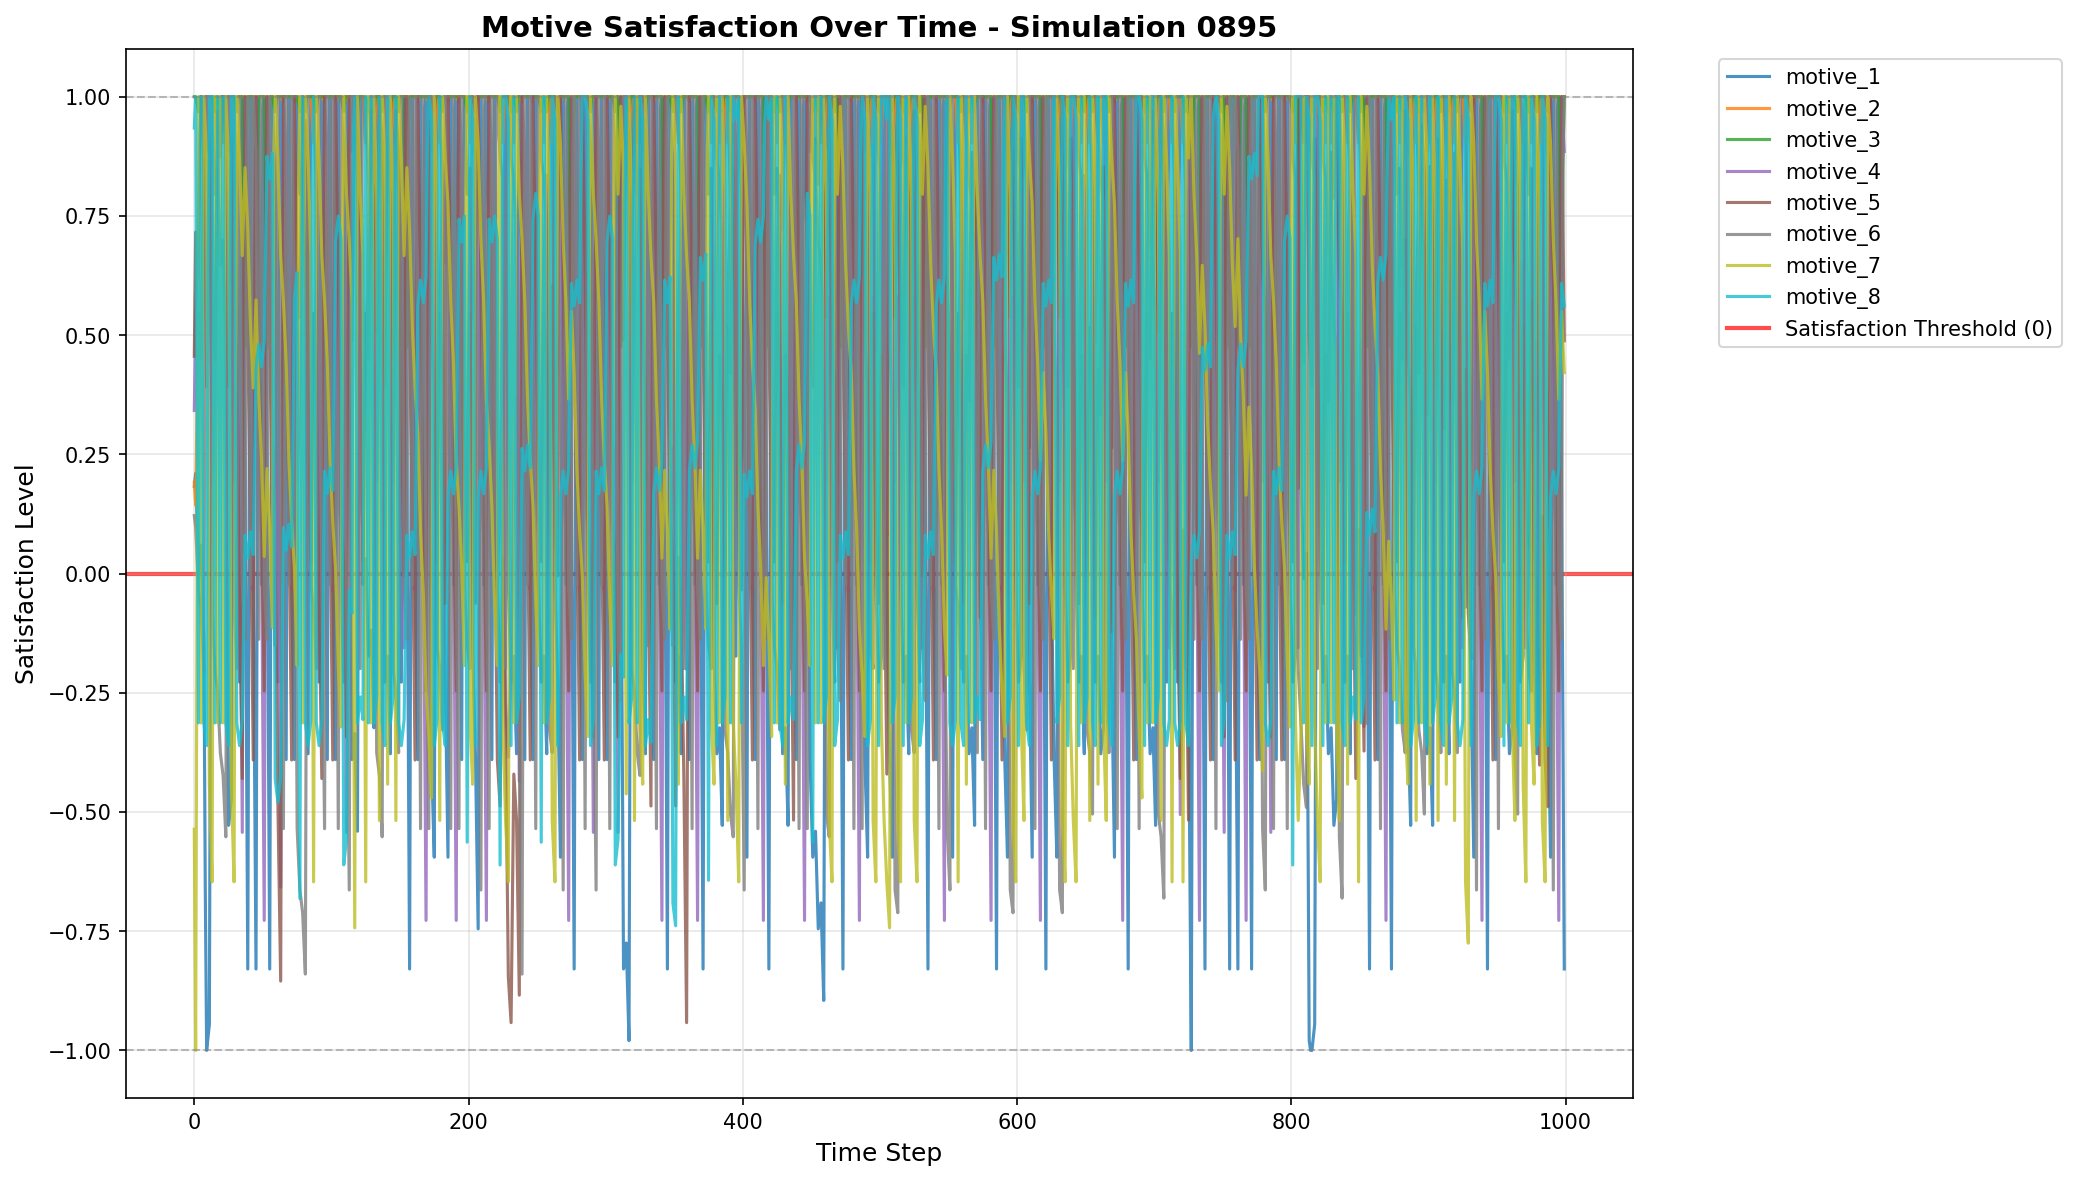 Motive Satisfaction Over Time - Simulation 0895
1.00
0.75
0.50
0.25
0.00
−0.25
−0.50
−0.75
−1.00
Satisfaction Level
0
200
400
600
800
1000
Time Step
motive_1
motive_2
motive_3
motive_4
motive_5
motive_6
motive_7
motive_8
Satisfaction Threshold (0)